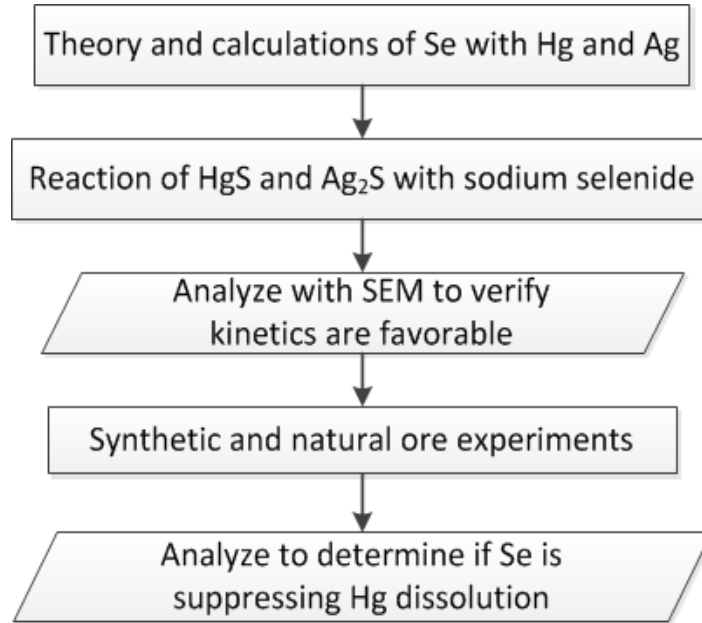 Theory and calculations of Se with Hg and Ag
Reaction of HgS and Ag₂S with sodium selenide
Analyze with SEM to verify
kinetics are favorable
Synthetic and natural ore experiments
Analyze to determine if Se is
suppressing Hg dissolution